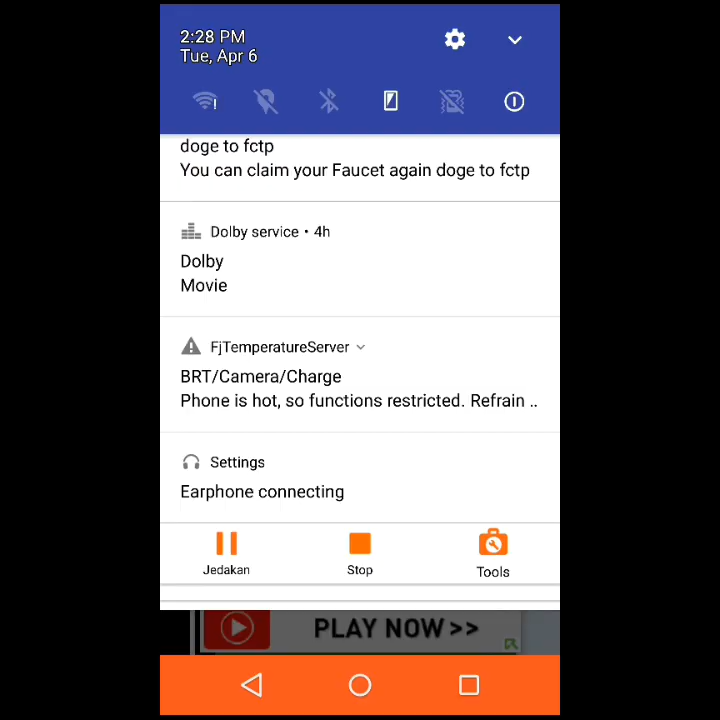 2:28 PM
Tue, Apr 6
doge to fctp
You can claim your Faucet again doge to fctp
Dolby service • 4h
Dolby
Movie
FjTemperatureServer
BRT/Camera/Charge
Phone is hot, so functions restricted. Refrain ..
Settings
Earphone connecting
Jedakan Stop Tools
PLAY NOW >>